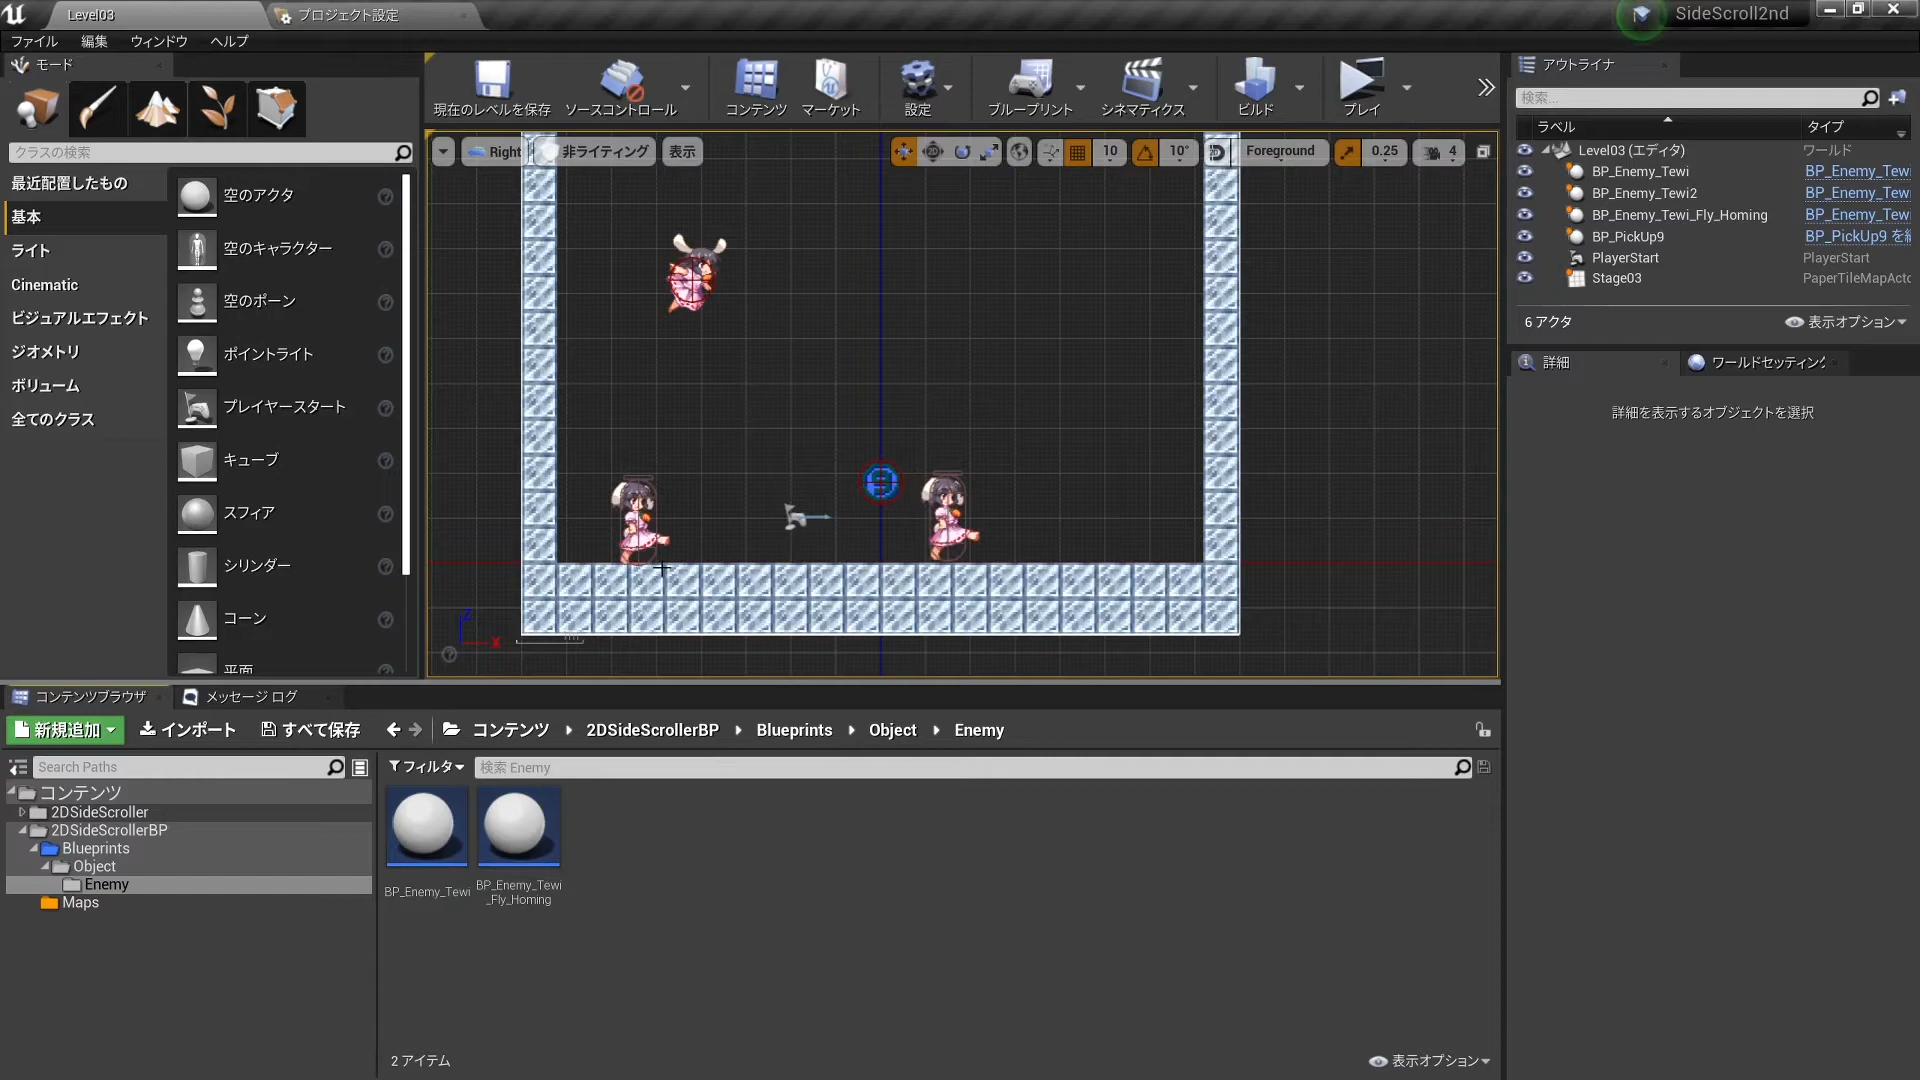 Level03
プロジェクト設定
SideScroll2nd
ファイル 編集 ウィンドウ ヘルプ
モード
クラスの検索
最近配置したもの
基本
ライト
Cinematic
ビジュアルエフェクト
ジオメトリ
ボリューム
全てのクラス
空のアクタ
空のキャラクター
空のポーン
ポイントライト
プレイヤースタート
キューブ
スフィア
シリンダー
コーン
平面
現在のレベルを保存 ソースコントロール コンテンツ マーケット 設定 ブループリント シネマティクス ビルド プレイ
Right 非ライティング 表示 10 10° Foreground 0.25 4
Z
X
アウトライナ
検索...
ラベル タイプ
Level03 (エディタ) ワールド
BP_Enemy_Tewi BP_Enemy_Tewi
BP_Enemy_Tewi2 BP_Enemy_Tewi
BP_Enemy_Tewi_Fly_Homing BP_Enemy_Tewi
BP_PickUp9 BP_PickUp9 を編
PlayerStart PlayerStart
Stage03 PaperTileMapActo
6 アクタ 表示オプション
詳細 ワールドセッティング
詳細を表示するオブジェクトを選択
コンテンツブラウザ メッセージ ログ
新規追加 インポート すべて保存 コンテンツ 2DSideScrollerBP Blueprints Object Enemy
Search Paths
フィルタ 検索 Enemy
コンテンツ
2DSideScroller
2DSideScrollerBP
Blueprints
Object
Enemy
Maps
BP_Enemy_Tewi
BP_Enemy_Tewi
_Fly_Homing
2 アイテム 表示オプション